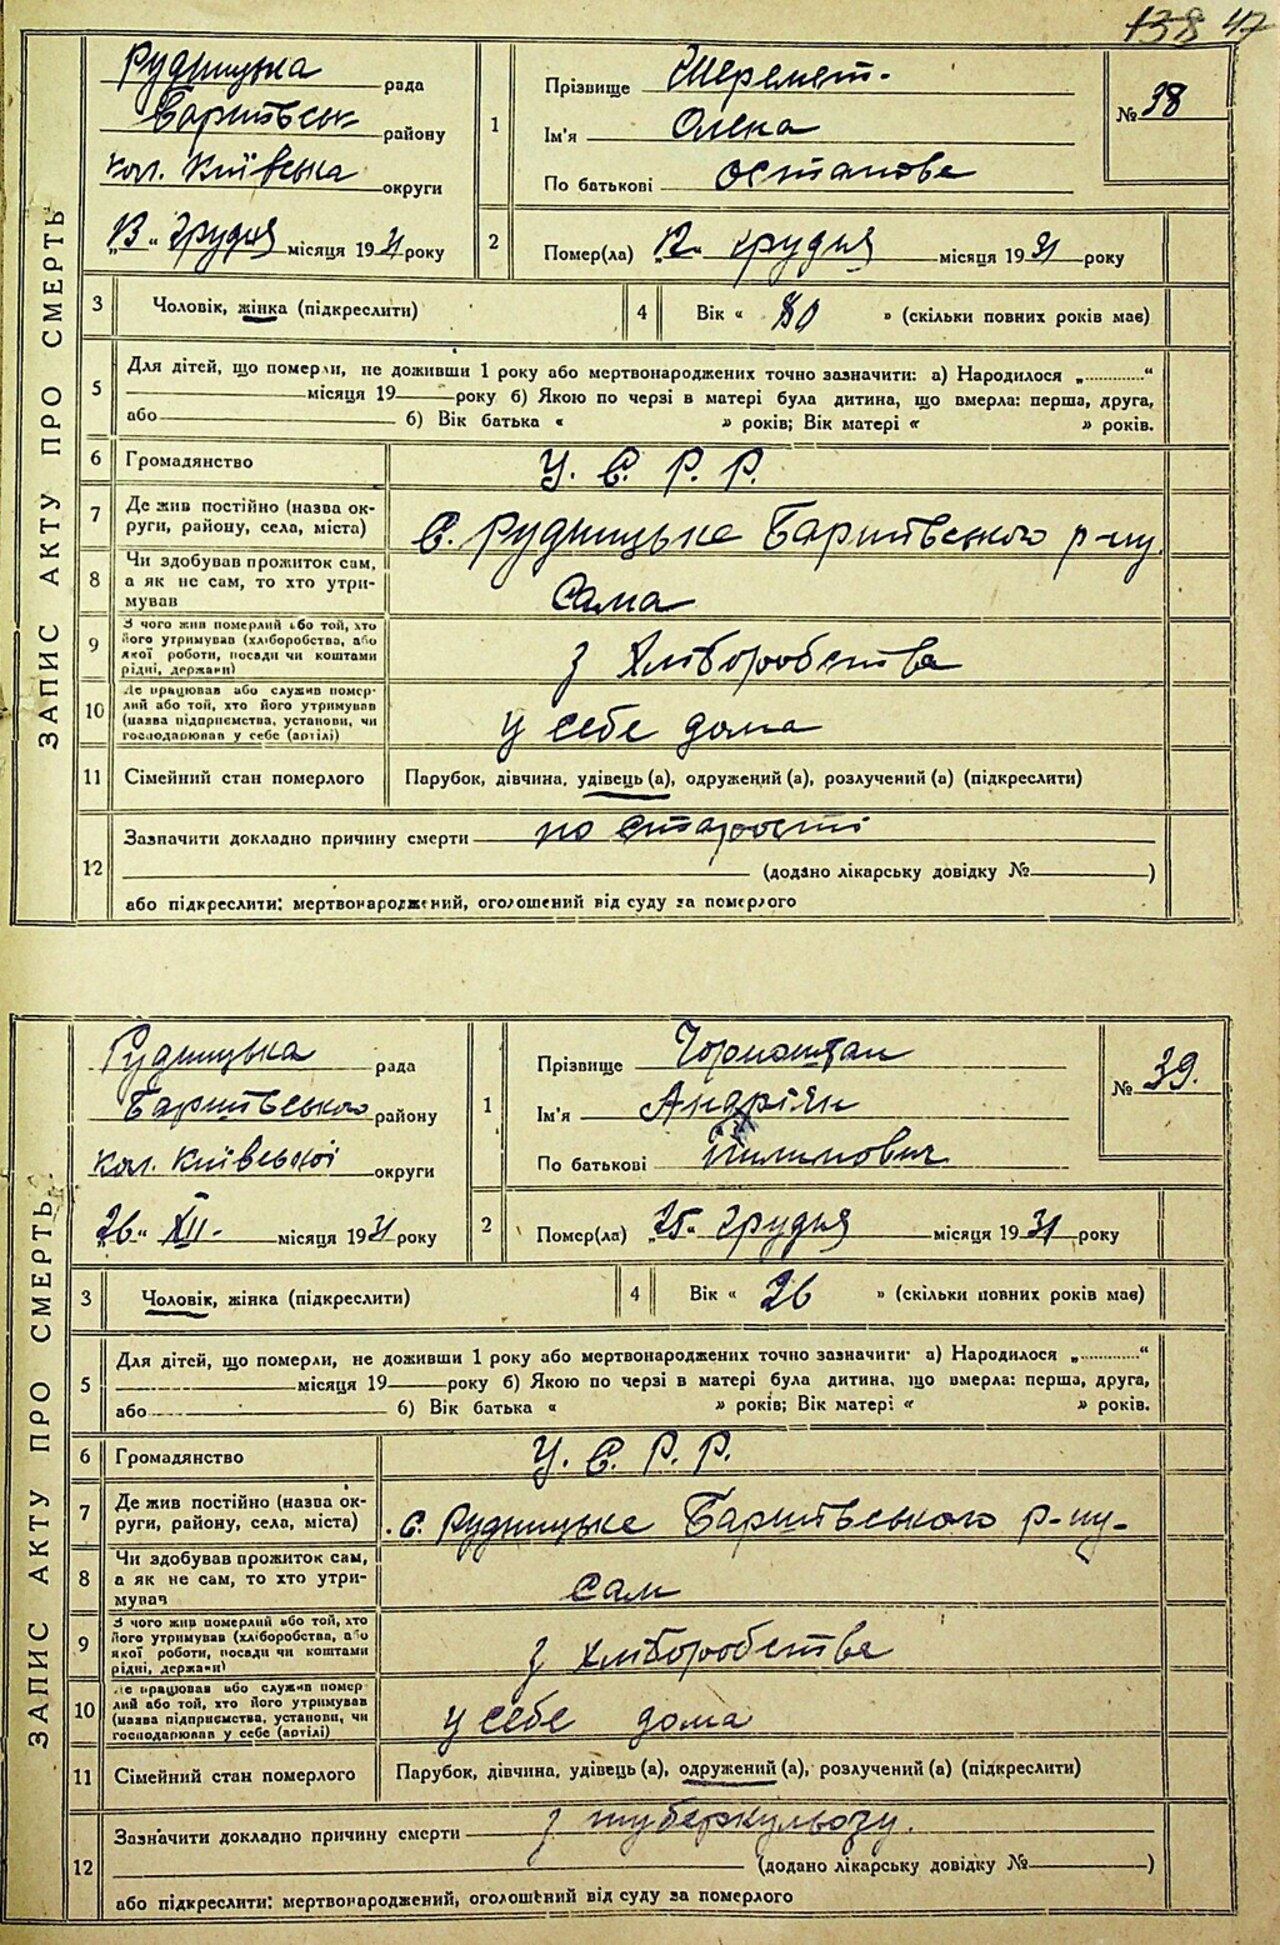 138 47
ЗАПИС АКТУ ПРО СМЕРТЬ
Рудницька рада
Баришівськ району
кол. Київська округи
„13“ Грудня місяця 1931 року
1 Прізвище Шеремет.
Ім'я Олена
По батькові Остапова
№ 38
2 Помер(ла) „12“ грудня місяця 1931 року
3 Чоловік, жінка (підкреслити)
4 Вік « 80 » (скільки повних років має)
5 Для дітей, що померли, не доживши 1 року або мертвонароджених точно зазначити: а) Народилося „............“
місяця 19 року б) Якою по черзі в матері була дитина, що вмерла: перша, друга,
або б) Вік батька « » років; Вік матері « » років.
6 Громадянство У. С. Р. Р.
7 Де жив постійно (назва ок-
руги, району, села, міста) С. Рудницьке Баришівського р-ну.
8 Чи здобував прожиток сам,
а як не сам, то хто утри-
мував Сама
9 З чого жив померлий або той, хто
його утримував (хліборобства, або
якої роботи, посади чи коштами
рідні, держави) з Хліборобства
10 Де працював або служив помер-
лий або той, хто його утримував
(назва підприємства, установи, чи
господарював у себе (артілі) у себе дома
11 Сімейний стан померлого Парубок, дівчина, удівець (а), одружений (а), розлучений (а) (підкреслити)
12 Зазначити докладно причину смерти по старості
(додано лікарську довідку № )
або підкреслити: мертвонароджений, оголошений від суду за померлого
ЗАПИС АКТУ ПРО СМЕРТЬ
Рудницька рада
Баришівського району
кол. Київської округи
„26“ XII- місяця 1931 року
1 Прізвище Чорноштан
Ім'я Андріян
По батькові Пилипович
№ 39.
2 Помер(ла) „25“ Грудня місяця 1931 року
3 Чоловік, жінка (підкреслити)
4 Вік « 26 » (скільки повних років має)
5 Для дітей, що померли, не доживши 1 року або мертвонароджених точно зазначити: а) Народилося „............“
місяця 19 року б) Якою по черзі в матері була дитина, що вмерла: перша, друга,
або б) Вік батька « » років; Вік матері « » років.
6 Громадянство У. С. Р. Р.
7 Де жив постійно (назва ок-
руги, району, села, міста) с. Рудницьке Баришівського р-ну-
8 Чи здобував прожиток сам,
а як не сам, то хто утри-
мував сам
9 З чого жив померлий або той, хто
його утримував (хліборобства, або
якої роботи, посади чи коштами
рідні, держави) з хліборобства
10 Де працював або служив помер-
лий або той, хто його утримував
(назва підприємства, установи, чи
господарював у себе (артілі) у себе дома
11 Сімейний стан померлого Парубок, дівчина, удівець (а), одружений (а), розлучений (а) (підкреслити)
12 Зазначити докладно причину смерти з туберкульозу.
(додано лікарську довідку № )
або підкреслити: мертвонароджений, оголошений від суду за померлого